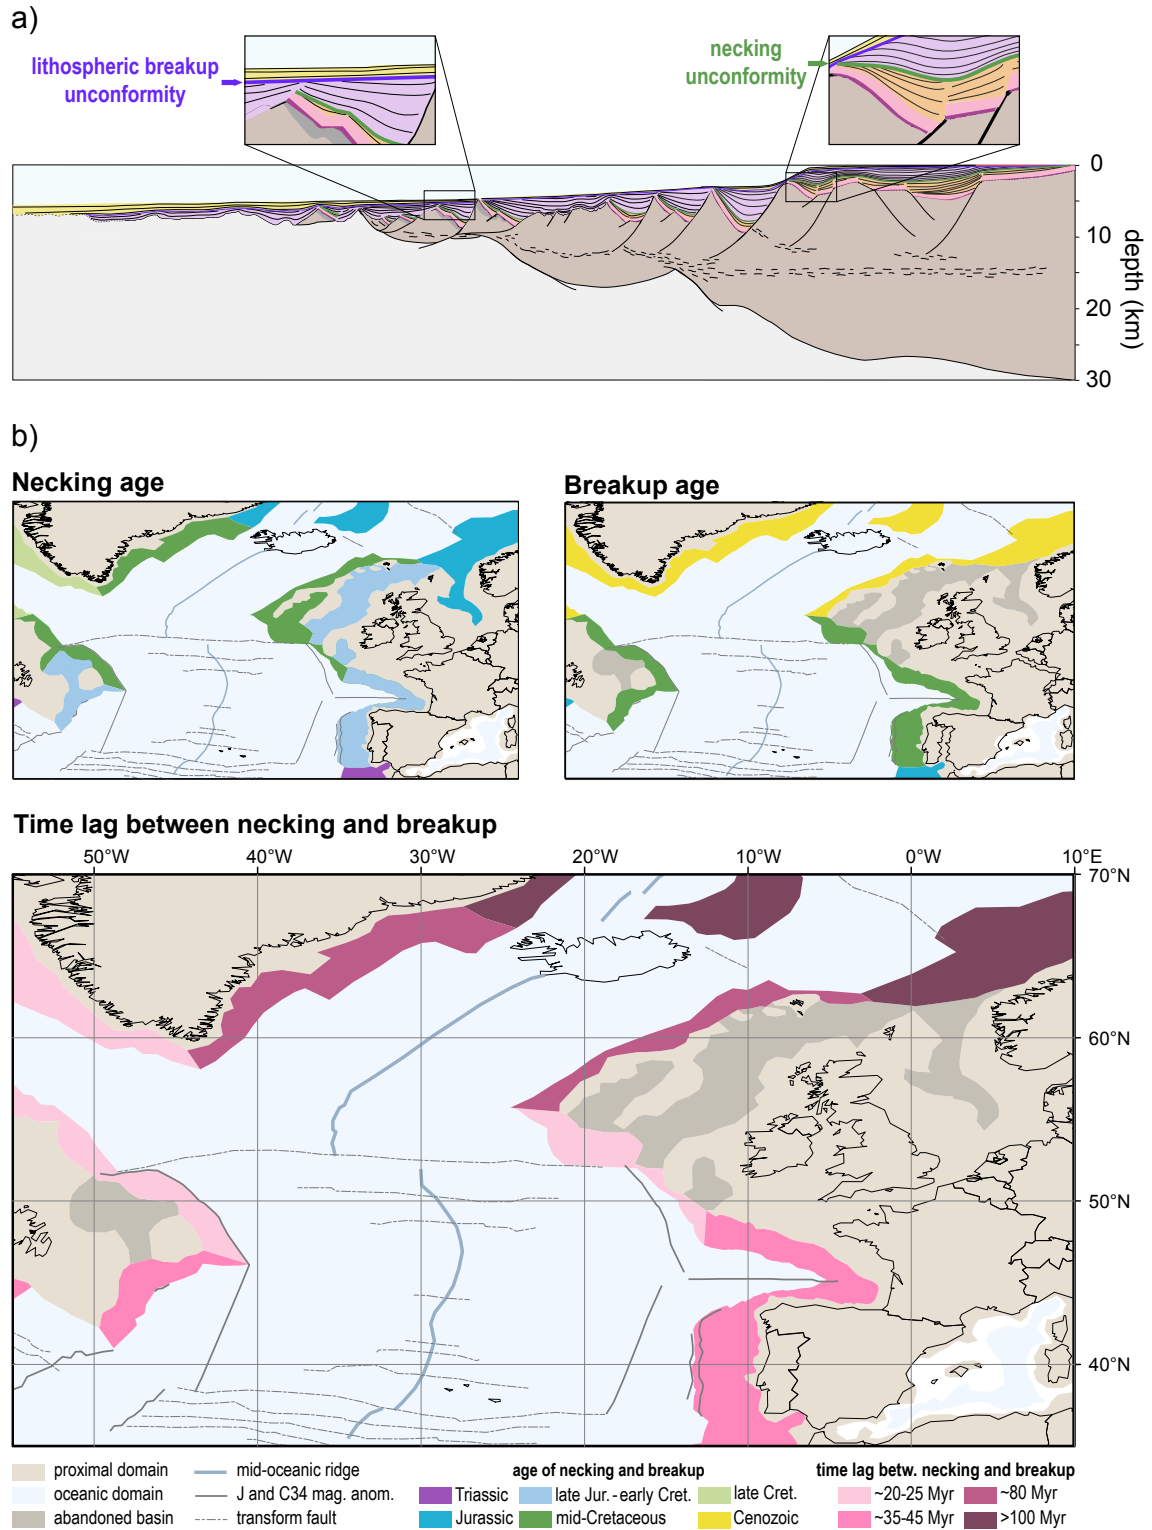 a)
lithospheric breakup
unconformity
necking
unconformity
0
10
20
30
depth (km)
b)
Necking age
Breakup age
Time lag between necking and breakup
50°W 40°W 30°W 20°W 10°W 0°W 10°E
70°N
60°N
50°N
40°N
proximal domain
oceanic domain
abandoned basin
mid-oceanic ridge
J and C34 mag. anom.
transform fault
age of necking and breakup
Triassic
Jurassic
late Jur. - early Cret.
mid-Cretaceous
late Cret.
Cenozoic
time lag betw. necking and breakup
~20-25 Myr
~35-45 Myr
~80 Myr
>100 Myr